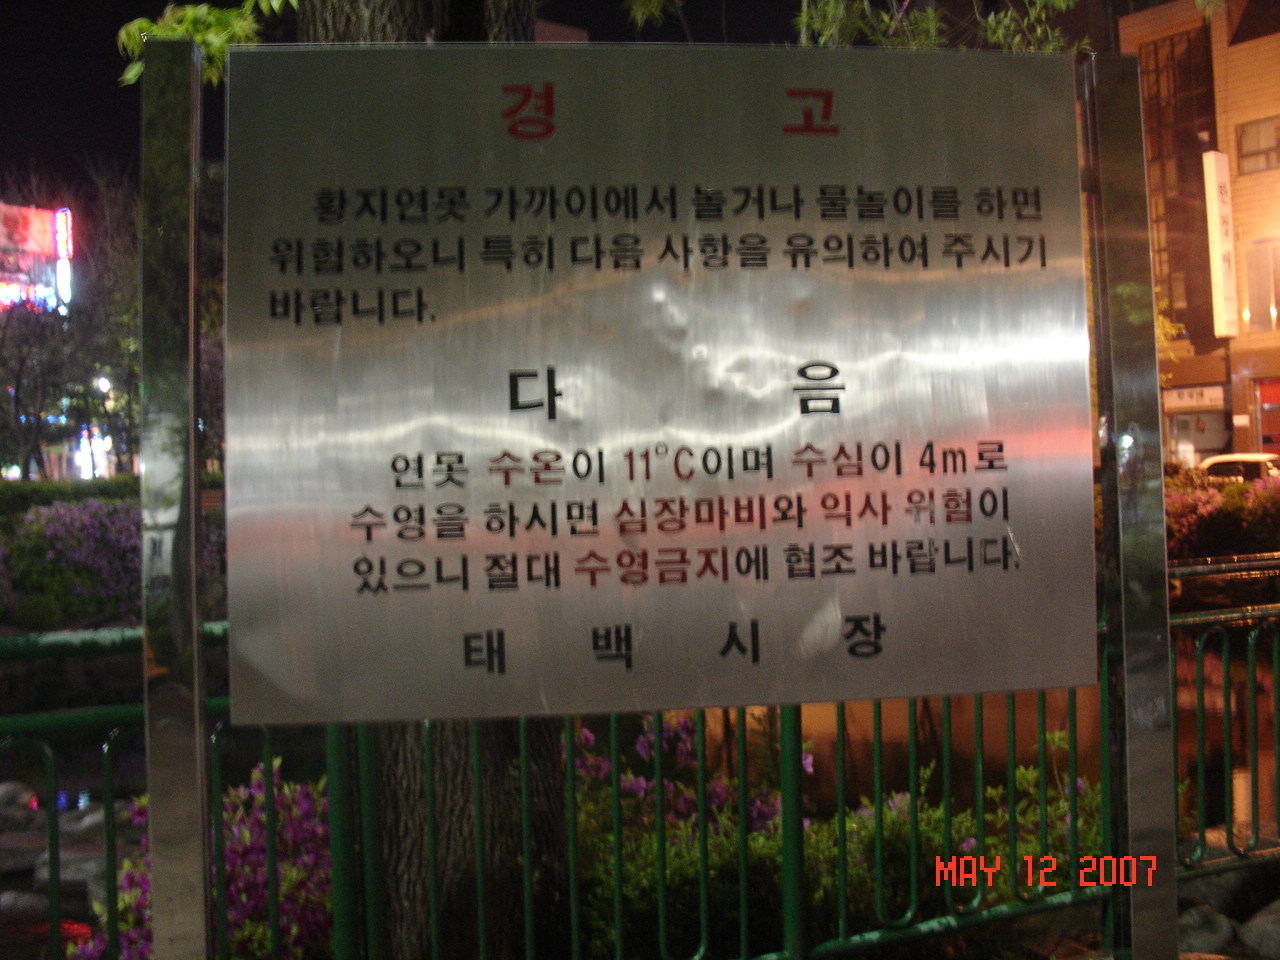 경 고
황지연못 가까이에서 놀거나 물놀이를 하면
위험하오니 특히 다음 사항을 유의하여 주시기
바랍니다.
다 음
연못 수온이 11°C이며 수심이 4m로
수영을 하시면 심장마비와 익사 위험이
있으니 절대 수영금지에 협조 바랍니다.
태 백 시 장
MAY 12 2007